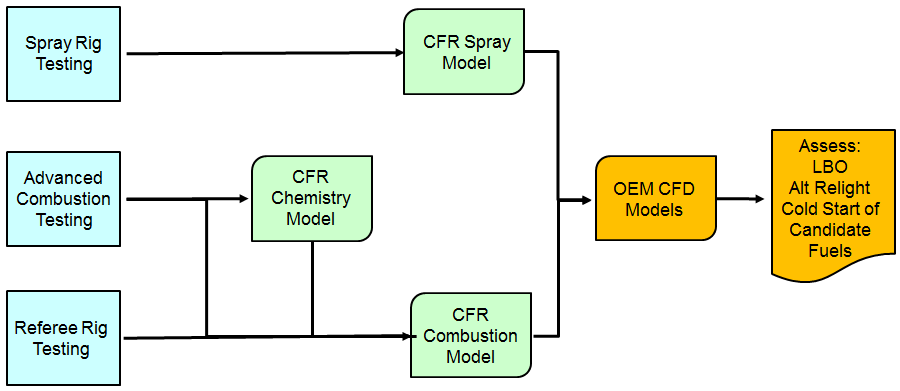 Spray Rig
Testing
CFR Spray
Model
Advanced
Combustion
Testing
CFR
Chemistry
Model
OEM CFD
Models
Assess:
LBO
Alt Relight
Cold Start of
Candidate
Fuels
Referee Rig
Testing
CFR
Combustion
Model